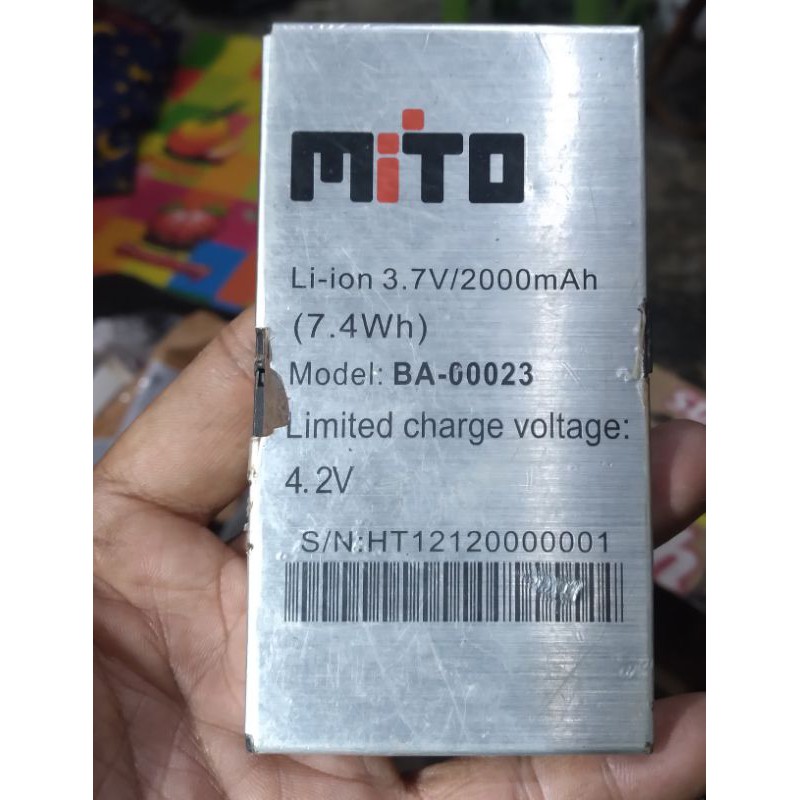 MiTO
Li-ion 3.7V/2000mAh
(7.4Wh)
Model: BA-00023
Limited charge voltage:
4.2V
S/N:HT12120000001